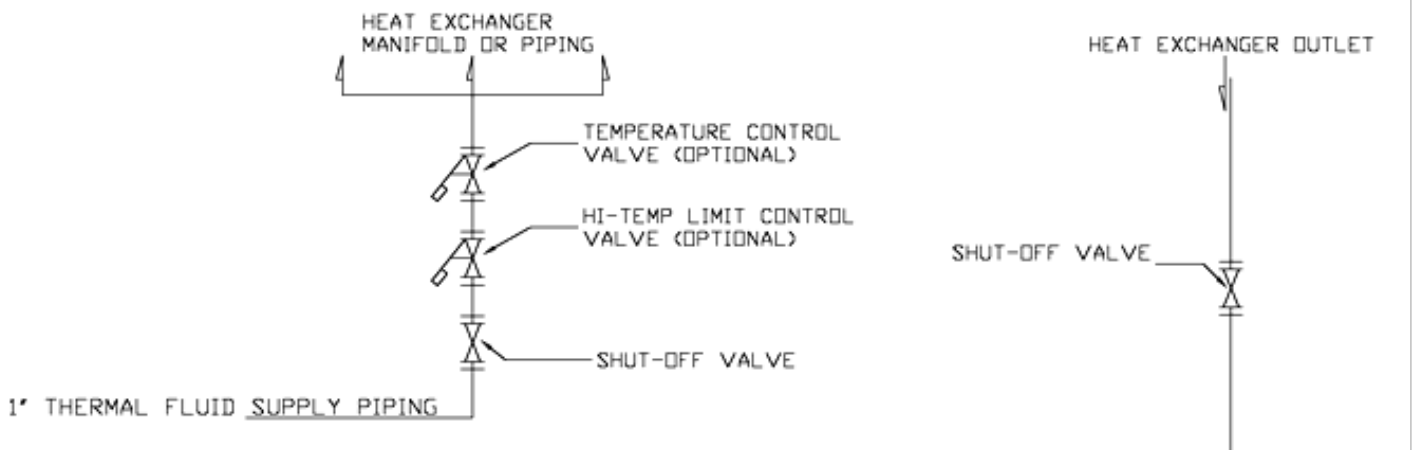 HEAT EXCHANGER
MANIFOLD OR PIPING
HEAT EXCHANGER OUTLET
TEMPERATURE CONTROL
VALVE (OPTIONAL)
HI-TEMP LIMIT CONTROL
VALVE (OPTIONAL)
SHUT-OFF VALVE
SHUT-OFF VALVE
1" THERMAL FLUID SUPPLY PIPING